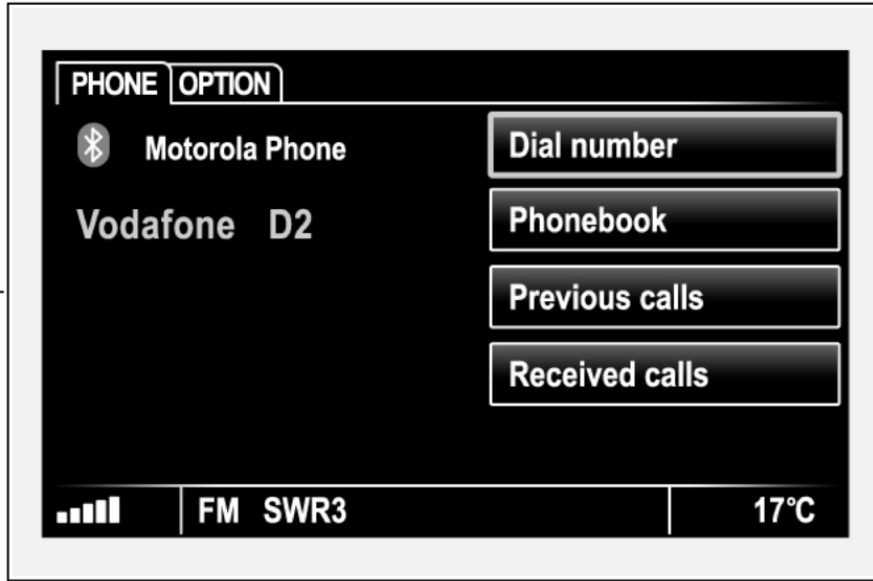 PHONE OPTION
Motorola Phone
Vodafone D2
Dial number
Phonebook
Previous calls
Received calls
FM SWR3 17°C